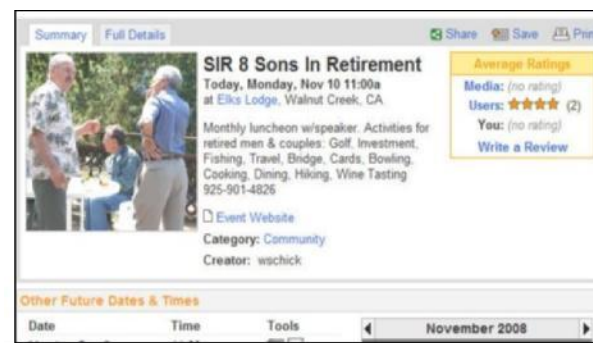 Summary Full Details Share Save Print
SIR 8 Sons In Retirement
Today, Monday, Nov 10 11:00a
at Elks Lodge, Walnut Creek, CA
Monthly luncheon w/speaker. Activities for
retired men & couples: Golf, Investment,
Fishing, Travel, Bridge, Cards, Bowling,
Cooking, Dining, Hiking, Wine Tasting
925-901-4826
Event Website
Category: Community
Creator: wschick
Average Ratings
Media: (no rating)
Users: (2)
You: (no rating)
Write a Review
Other Future Dates & Times
Date Time Tools
November 2008